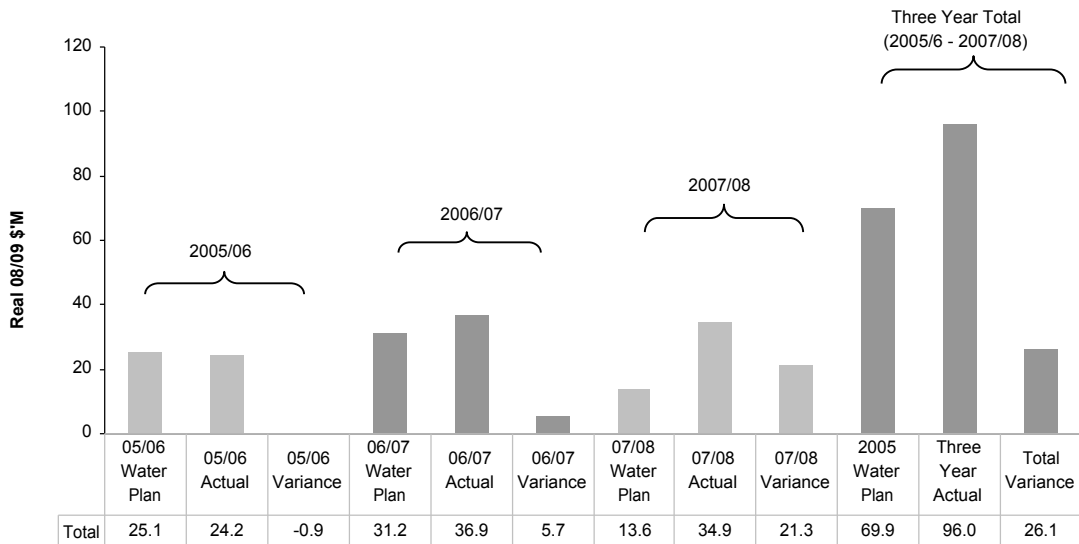 Three Year Total
(2005/6 - 2007/08)
120
100
80
60
40
20
0
Real 08/09 $'M
2005/06
2006/07
2007/08
05/06 Water Plan
05/06 Actual
05/06 Variance
06/07 Water Plan
06/07 Actual
06/07 Variance
07/08 Water Plan
07/08 Actual
07/08 Variance
2005 Water Plan
Three Year Actual
Total Variance
Total 25.1 24.2 -0.9 31.2 36.9 5.7 13.6 34.9 21.3 69.9 96.0 26.1